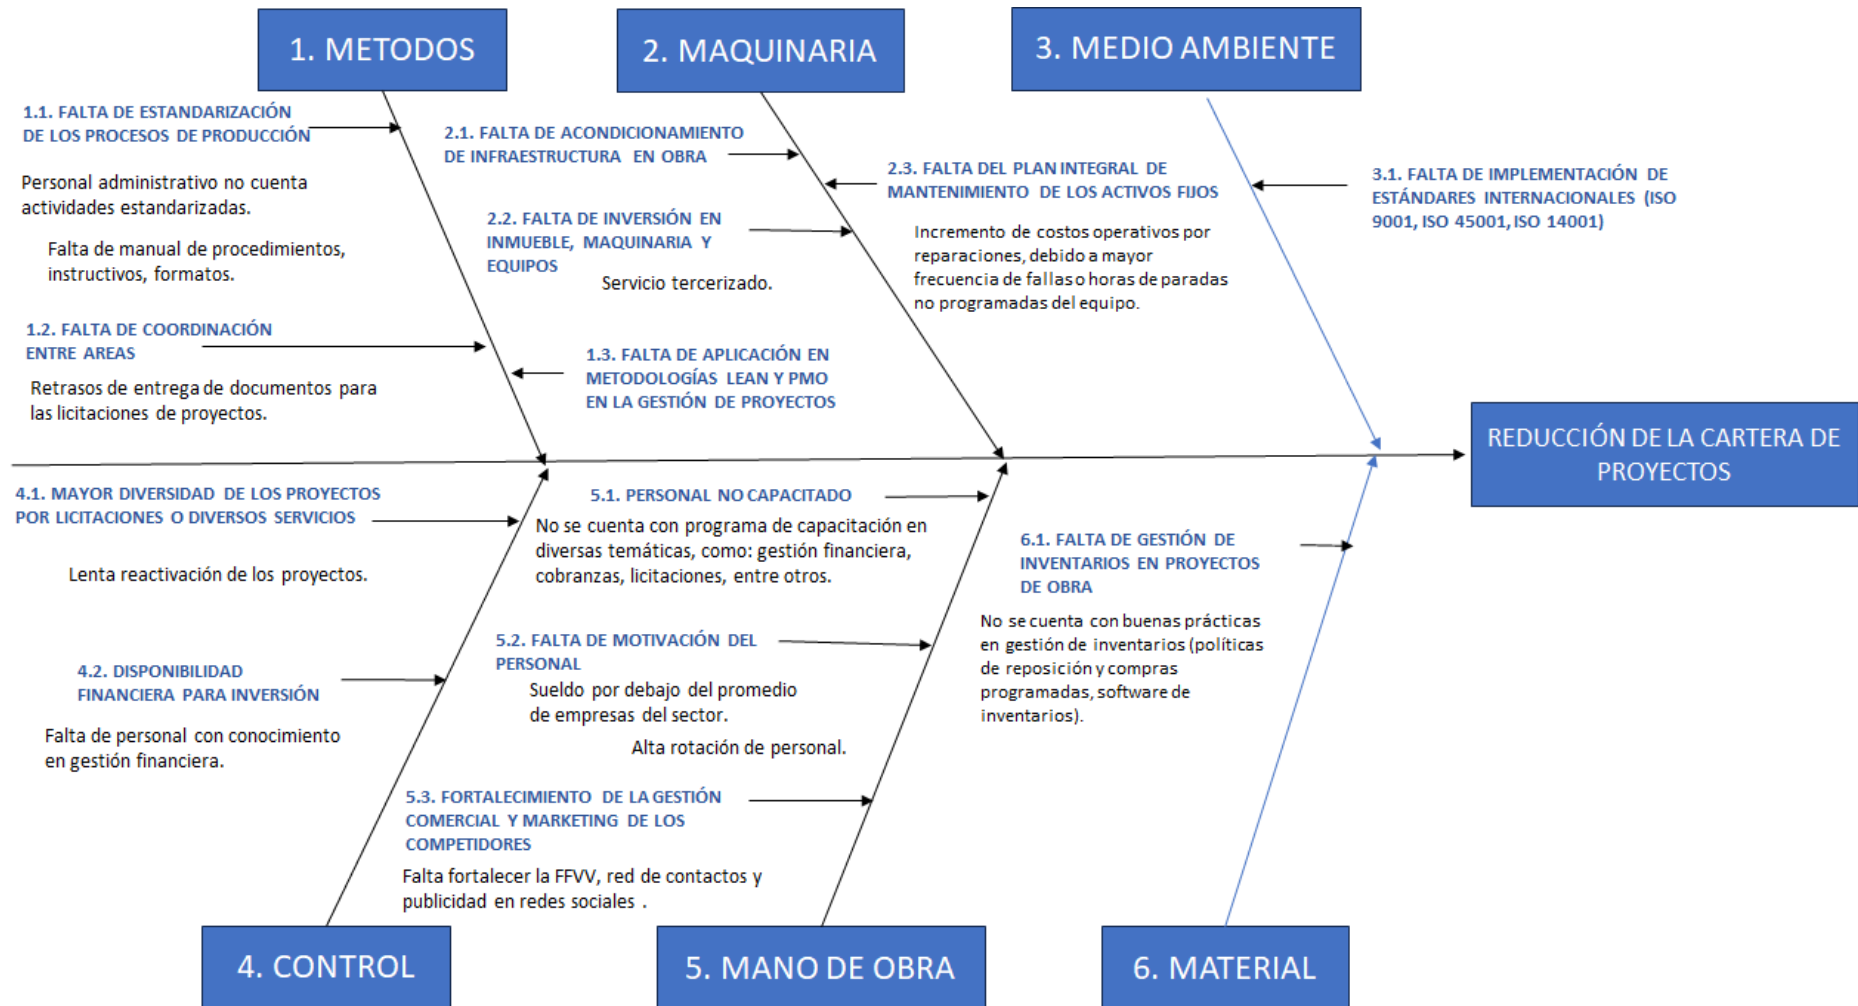 1. METODOS
2. MAQUINARIA
3. MEDIO AMBIENTE
1.1. FALTA DE ESTANDARIZACIÓN
DE LOS PROCESOS DE PRODUCCIÓN
Personal administrativo no cuenta
actividades estandarizadas.
Falta de manual de procedimientos,
instructivos, formatos.
1.2. FALTA DE COORDINACIÓN
ENTRE AREAS
Retrasos de entrega de documentos para
las licitaciones de proyectos.
1.3. FALTA DE APLICACIÓN EN
METODOLOGÍAS LEAN Y PMO
EN LA GESTIÓN DE PROYECTOS
2.1. FALTA DE ACONDICIONAMIENTO
DE INFRAESTRUCTURA EN OBRA
2.2. FALTA DE INVERSIÓN EN
INMUEBLE, MAQUINARIA Y
EQUIPOS
Servicio tercerizado.
2.3. FALTA DEL PLAN INTEGRAL DE
MANTENIMIENTO DE LOS ACTIVOS FIJOS
Incremento de costos operativos por
reparaciones, debido a mayor
frecuencia de fallas o horas de paradas
no programadas del equipo.
3.1. FALTA DE IMPLEMENTACIÓN DE
ESTÁNDARES INTERNACIONALES (ISO
9001, ISO 45001, ISO 14001)
REDUCCIÓN DE LA CARTERA DE
PROYECTOS
4.1. MAYOR DIVERSIDAD DE LOS PROYECTOS
POR LICITACIONES O DIVERSOS SERVICIOS
Lenta reactivación de los proyectos.
4.2. DISPONIBILIDAD
FINANCIERA PARA INVERSIÓN
Falta de personal con conocimiento
en gestión financiera.
5.1. PERSONAL NO CAPACITADO
No se cuenta con programa de capacitación en
diversas temáticas, como: gestión financiera,
cobranzas, licitaciones, entre otros.
5.2. FALTA DE MOTIVACIÓN DEL
PERSONAL
Sueldo por debajo del promedio
de empresas del sector.
Alta rotación de personal.
5.3. FORTALECIMIENTO DE LA GESTIÓN
COMERCIAL Y MARKETING DE LOS
COMPETIDORES
Falta fortalecer la FFVV, red de contactos y
publicidad en redes sociales .
6.1. FALTA DE GESTIÓN DE
INVENTARIOS EN PROYECTOS
DE OBRA
No se cuenta con buenas prácticas
en gestión de inventarios (políticas
de reposición y compras
programadas, software de
inventarios).
4. CONTROL
5. MANO DE OBRA
6. MATERIAL